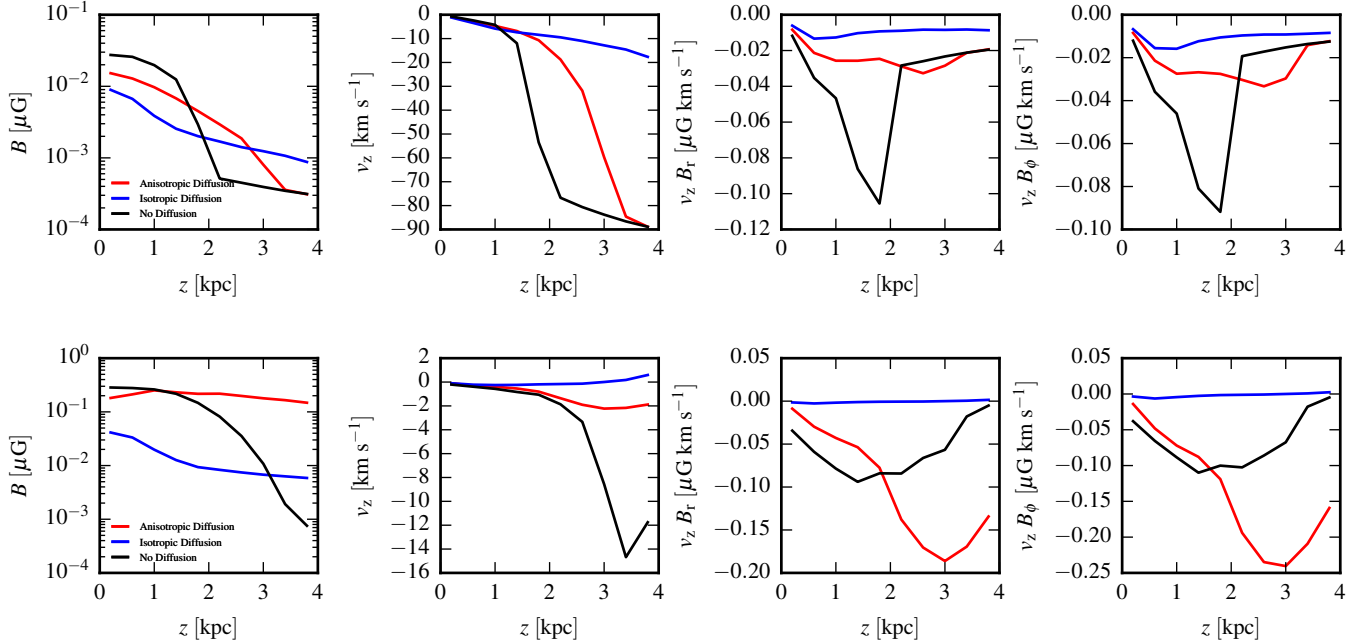 10⁻¹
10⁻²
10⁻³
10⁻⁴
B [μG]
Anisotropic Diffusion
Isotropic Diffusion
No Diffusion
0 1 2 3 4
z [kpc]
0
−10
−20
−30
−40
−50
−60
−70
−80
−90
v_z [km s⁻¹]
0 1 2 3 4
z [kpc]
0.00
−0.02
−0.04
−0.06
−0.08
−0.10
−0.12
v_z B_r [μG km s⁻¹]
0 1 2 3 4
z [kpc]
0.00
−0.02
−0.04
−0.06
−0.08
−0.10
v_z B_ϕ [μG km s⁻¹]
0 1 2 3 4
z [kpc]
10⁰
10⁻¹
10⁻²
10⁻³
10⁻⁴
B [μG]
Anisotropic Diffusion
Isotropic Diffusion
No Diffusion
0 1 2 3 4
z [kpc]
2
0
−2
−4
−6
−8
−10
−12
−14
−16
v_z [km s⁻¹]
0 1 2 3 4
z [kpc]
0.05
0.00
−0.05
−0.10
−0.15
−0.20
v_z B_r [μG km s⁻¹]
0 1 2 3 4
z [kpc]
0.05
0.00
−0.05
−0.10
−0.15
−0.20
−0.25
v_z B_ϕ [μG km s⁻¹]
0 1 2 3 4
z [kpc]